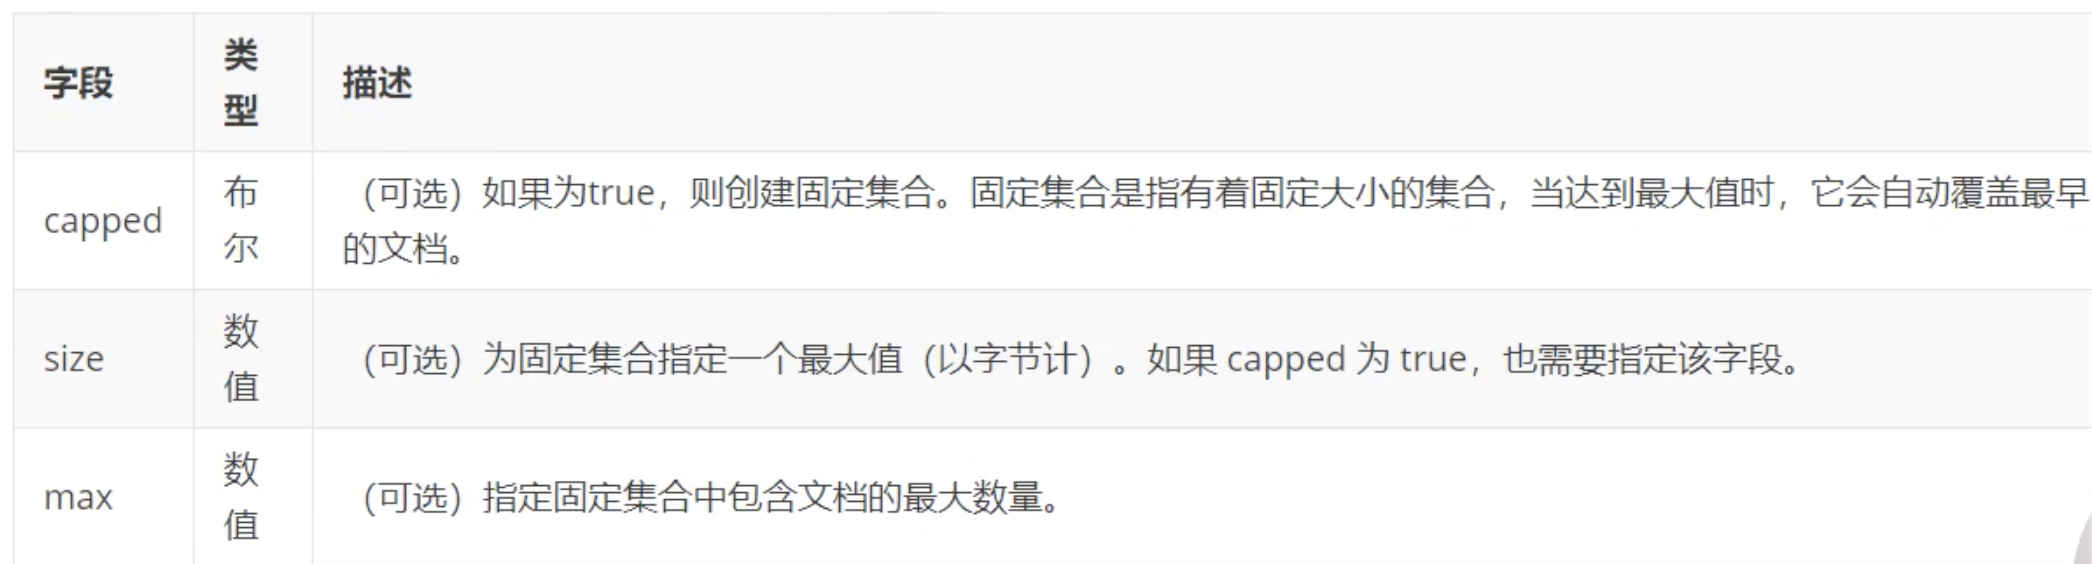 字段 类型 描述
capped 布尔 （可选）如果为true，则创建固定集合。固定集合是指有着固定大小的集合，当达到最大值时，它会自动覆盖最早
的文档。
size 数值 （可选）为固定集合指定一个最大值（以字节计）。如果 capped 为 true，也需要指定该字段。
max 数值 （可选）指定固定集合中包含文档的最大数量。